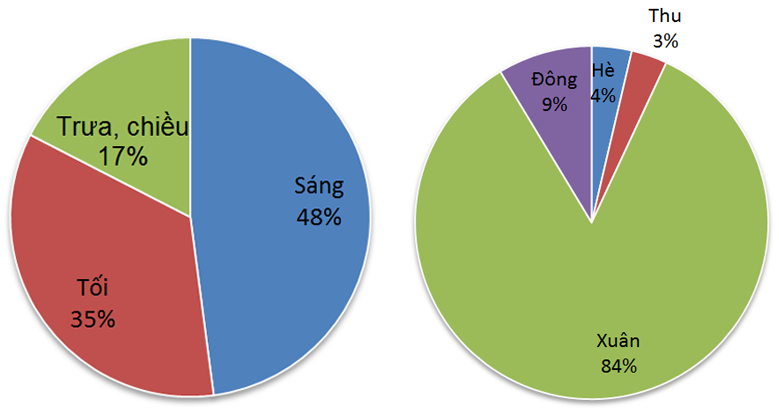 Trưa, chiều
17%
Sáng
48%
Tối
35%
Thu
3%
Hè
4%
Đông
9%
Xuân
84%